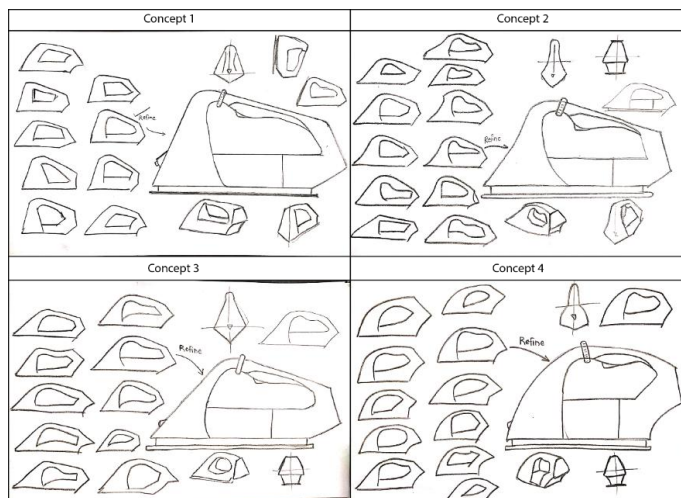 Concept 1
Concept 2
Refine
Refine
Concept 3
Concept 4
Refine
Refine